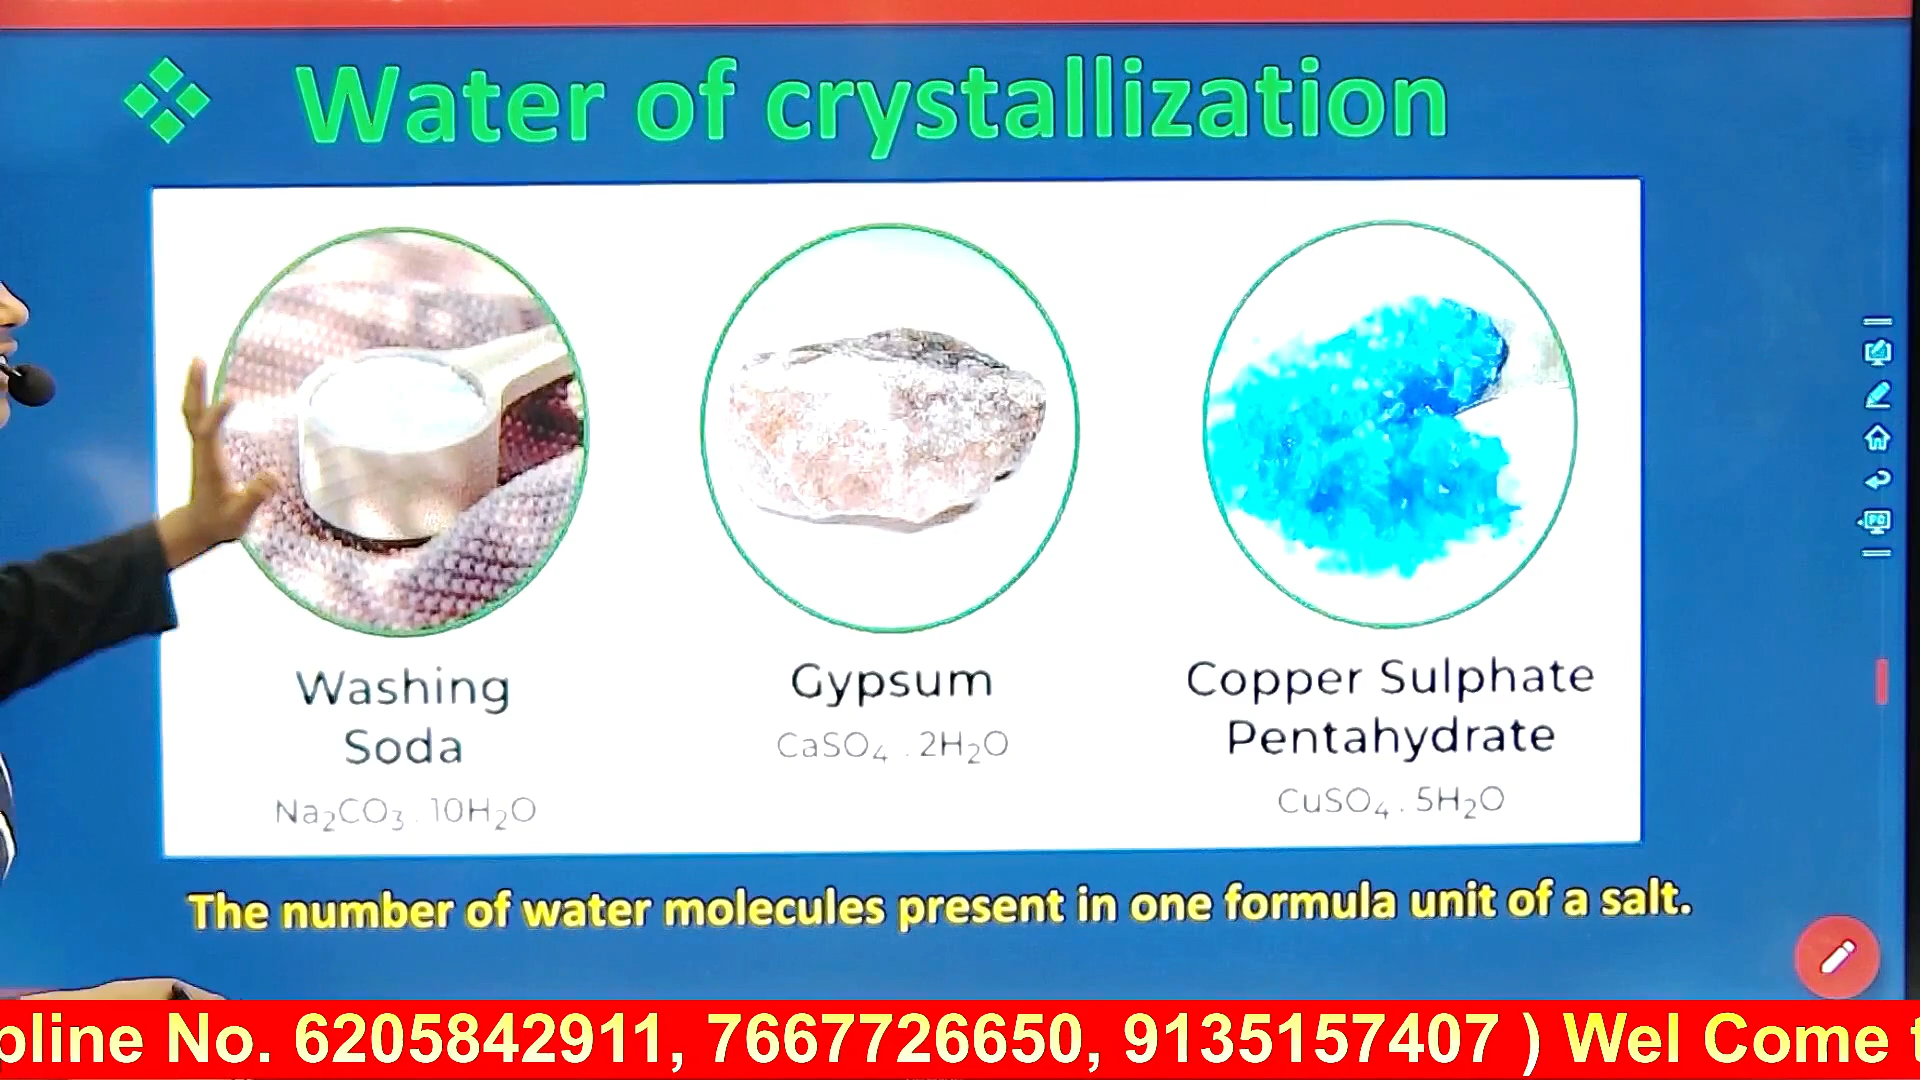 Water of crystallization
Washing
Soda
Na₂CO₃ . 10H₂O
Gypsum
CaSO₄ . 2H₂O
Copper Sulphate
Pentahydrate
CuSO₄ . 5H₂O
The number of water molecules present in one formula unit of a salt.
pline No. 6205842911, 7667726650, 9135157407 ) Wel Come t